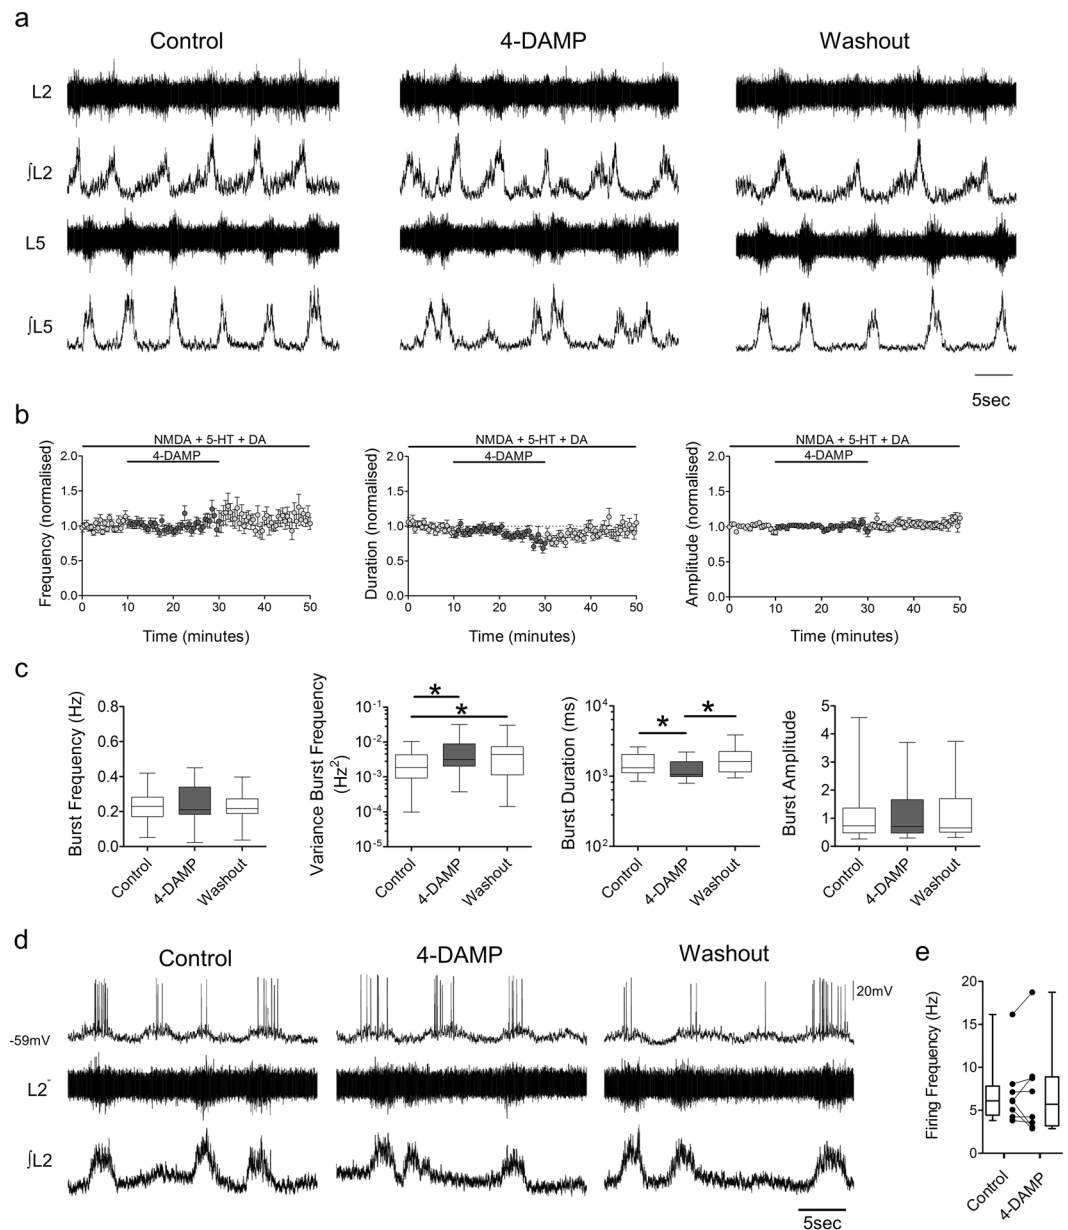 a
Control 4-DAMP Washout
L2
∫L2
L5
∫L5
5sec
b
NMDA + 5-HT + DA
4-DAMP
Frequency (normalised)
2.0
1.5
1.0
0.5
0.0
0 10 20 30 40 50
Time (minutes)
NMDA + 5-HT + DA
4-DAMP
Duration (normalised)
2.0
1.5
1.0
0.5
0.0
0 10 20 30 40 50
Time (minutes)
NMDA + 5-HT + DA
4-DAMP
Amplitude (normalised)
2.0
1.5
1.0
0.5
0.0
0 10 20 30 40 50
Time (minutes)
c
Burst Frequency (Hz)
0.8
0.6
0.4
0.2
0.0
Control 4-DAMP Washout
Variance Burst Frequency
(Hz²)
10⁻¹
10⁻²
10⁻³
10⁻⁴
10⁻⁵
* *
Control 4-DAMP Washout
Burst Duration (ms)
10⁴
10³
10²
* *
Control 4-DAMP Washout
Burst Amplitude
5
4
3
2
1
0
Control 4-DAMP Washout
d
Control 4-DAMP Washout
20mV
-59mV
L2
∫L2
5sec
e
Firing Frequency (Hz)
20
15
10
5
0
Control 4-DAMP